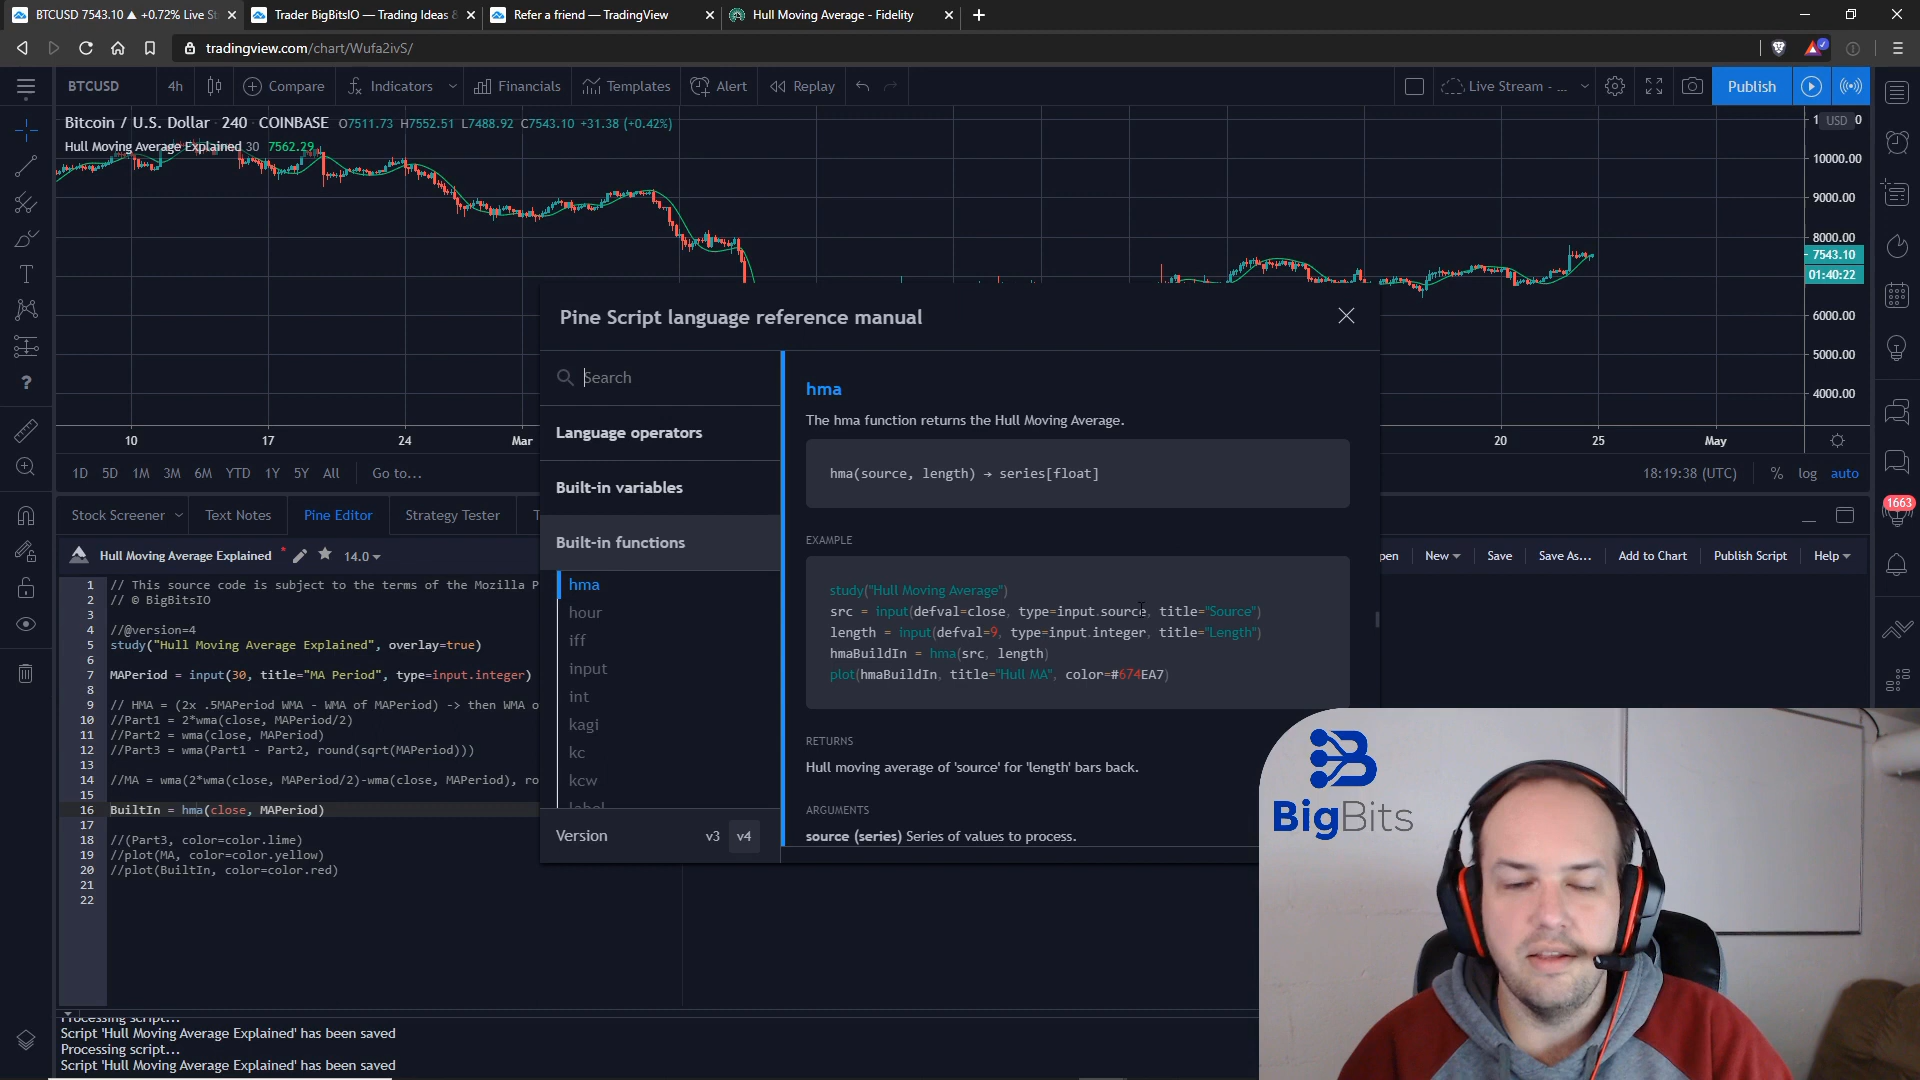 BTCUSD 7543.10 ▲ +0.72% Live St
Trader BigBitsIO — Trading Ideas &
Refer a friend — TradingView
Hull Moving Average - Fidelity
tradingview.com/chart/Wufa2ivS/
BTCUSD
4h
Compare
Indicators
Financials
Templates
Alert
Replay
Live Stream - ...
Publish
Bitcoin / U.S. Dollar 240 COINBASE O7511.73 H7552.51 L7488.92 C7543.10 +31.38 (+0.42%)
Hull Moving Average Explained 30 7562.29
USD
10000.00
9000.00
8000.00
7543.10
01:40:22
6000.00
5000.00
4000.00
10 17 24 Mar 20 25 May
1D 5D 1M 3M 6M YTD 1Y 5Y All Go to...
18:19:38 (UTC) % log auto
1663
Stock Screener
Text Notes
Pine Editor
Strategy Tester
Hull Moving Average Explained * 14.0
pen New Save Save As... Add to Chart Publish Script Help
1 // This source code is subject to the terms of the Mozilla P
2 // © BigBitsIO
3
4 //@version=4
5 study("Hull Moving Average Explained", overlay=true)
6
7 MAPeriod = input(30, title="MA Period", type=input.integer)
8
9 // HMA = (2x .5MAPeriod WMA - WMA of MAPeriod) -> then WMA o
10 //Part1 = 2*wma(close, MAPeriod/2)
11 //Part2 = wma(close, MAPeriod)
12 //Part3 = wma(Part1 - Part2, round(sqrt(MAPeriod)))
13
14 //MA = wma(2*wma(close, MAPeriod/2)-wma(close, MAPeriod), ro
15
16 BuiltIn = hma(close, MAPeriod)
17
18 //(Part3, color=color.lime)
19 //plot(MA, color=color.yellow)
20 //plot(BuiltIn, color=color.red)
21
22
Pine Script language reference manual
Search
Language operators
Built-in variables
Built-in functions
hma
hour
iff
input
int
kagi
kc
kcw
label
Version v3 v4
hma
The hma function returns the Hull Moving Average.
hma(source, length) → series[float]
EXAMPLE
study("Hull Moving Average")
src = input(defval=close, type=input.source, title="Source")
length = input(defval=9, type=input.integer, title="Length")
hmaBuildIn = hma(src, length)
plot(hmaBuildIn, title="Hull MA", color=#674EA7)
RETURNS
Hull moving average of 'source' for 'length' bars back.
ARGUMENTS
source (series) Series of values to process.
BigBits
Processing script...
Script 'Hull Moving Average Explained' has been saved
Processing script...
Script 'Hull Moving Average Explained' has been saved